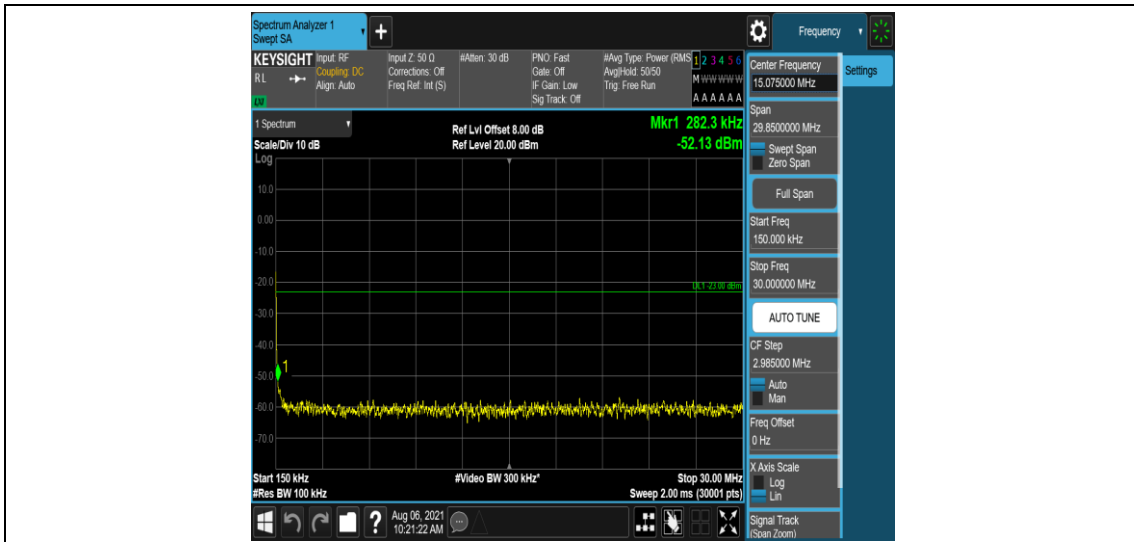 Spectrum Analyzer 1
Swept SA
+
Frequency
KEYSIGHT
RL
LM
Input: RF
Coupling: DC
Align: Auto
Input Z: 50 Ω
Corrections: Off
Freq Ref: Int (S)
#Atten: 30 dB
PNO: Fast
Gate: Off
IF Gain: Low
Sig Track: Off
#Avg Type: Power (RMS
Avg|Hold: 50/50
Trig: Free Run
1 2 3 4 5 6
M W W W W W
A A A A A A
1 Spectrum
Scale/Div 10 dB
Ref Lvl Offset 8.00 dB
Ref Level 20.00 dBm
Mkr1 282.3 kHz
-52.13 dBm
Log
10.0
0.00
-10.0
-20.0
-30.0
-40.0
-50.0
-60.0
-70.0
DL1 -23.00 dBm
1
Start 150 kHz
#Res BW 100 kHz
#Video BW 300 kHz*
Stop 30.00 MHz
Sweep 2.00 ms (30001 pts)
Center Frequency
15.075000 MHz
Settings
Span
29.8500000 MHz
Swept Span
Zero Span
Full Span
Start Freq
150.000 kHz
Stop Freq
30.000000 MHz
AUTO TUNE
CF Step
2.985000 MHz
Auto
Man
Freq Offset
0 Hz
X Axis Scale
Log
Lin
Signal Track
(Span Zoom)
?
Aug 06, 2021
10:21:22 AM